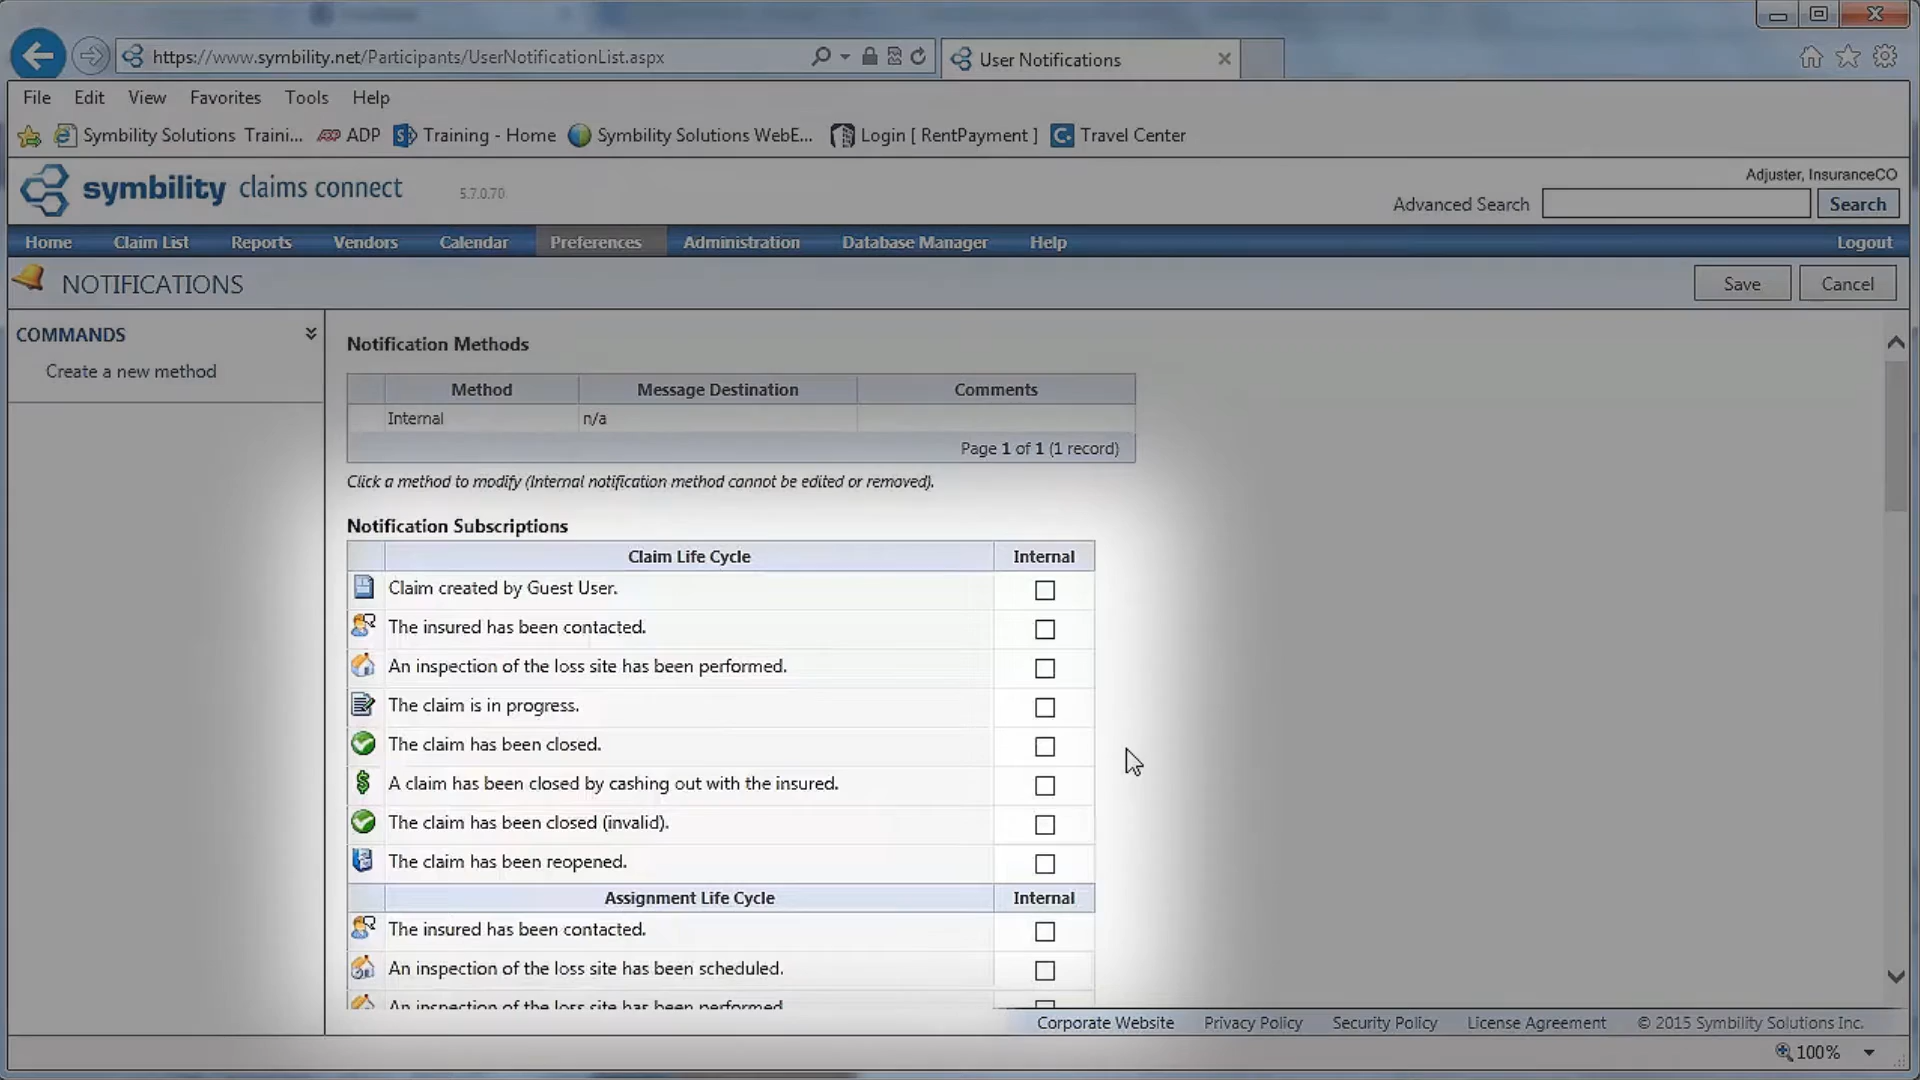 https://www.symbility.net/Participants/UserNotificationList.aspx
User Notifications
File Edit View Favorites Tools Help
Symbility Solutions Traini... ADP Training - Home Symbility Solutions WebE... Login [ RentPayment ] Travel Center
symbility claims connect 5.7.0.70
Adjuster, InsuranceCO
Advanced Search Search
Home Claim List Reports Vendors Calendar Preferences Administration Database Manager Help Logout
NOTIFICATIONS
Save Cancel
COMMANDS
Create a new method
Notification Methods
Method Message Destination Comments
Internal n/a
Page 1 of 1 (1 record)
Click a method to modify (Internal notification method cannot be edited or removed).
Notification Subscriptions
Claim Life Cycle Internal
Claim created by Guest User.
The insured has been contacted.
An inspection of the loss site has been performed.
The claim is in progress.
The claim has been closed.
A claim has been closed by cashing out with the insured.
The claim has been closed (invalid).
The claim has been reopened.
Assignment Life Cycle Internal
The insured has been contacted.
An inspection of the loss site has been scheduled.
An inspection of the loss site has been performed
Corporate Website Privacy Policy Security Policy License Agreement © 2015 Symbility Solutions Inc.
100%